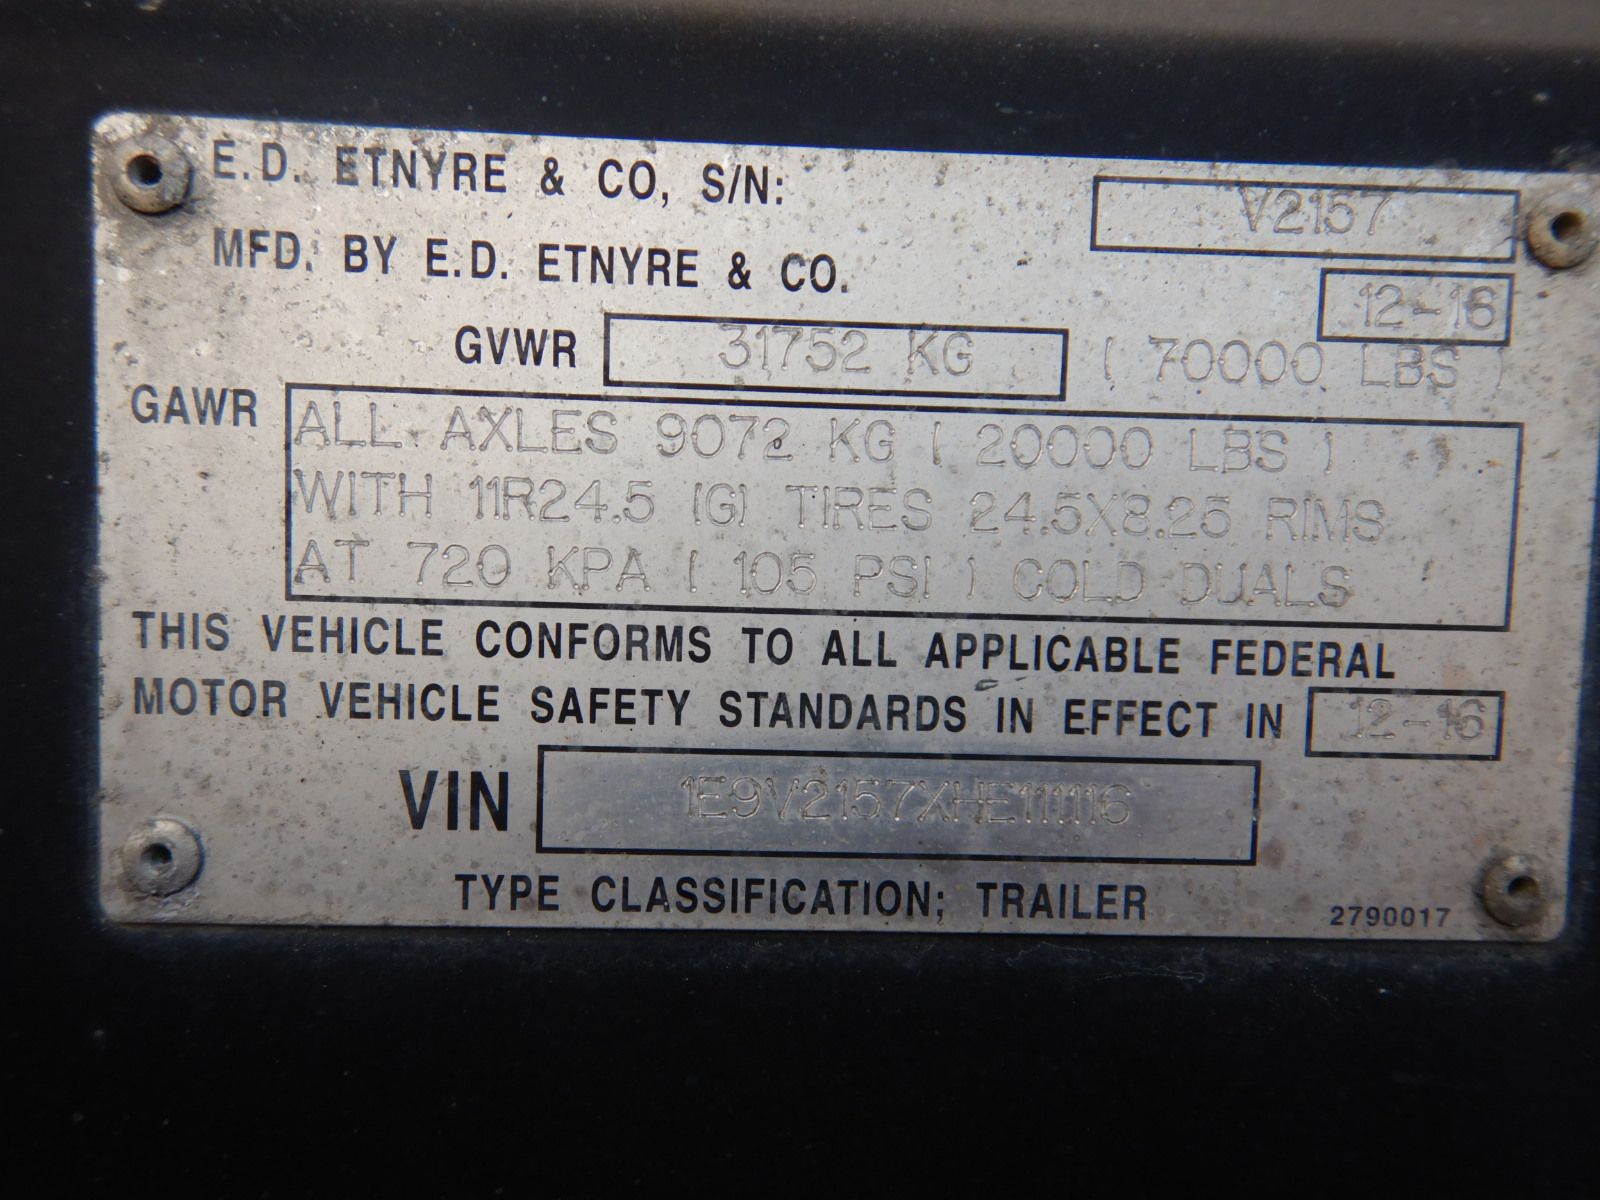 E.D. ETNYRE & CO, S/N: V2157
MFD. BY E.D. ETNYRE & CO. 12-16
GVWR 31752 KG ( 70000 LBS )
GAWR ALL AXLES 9072 KG ( 20000 LBS )
WITH 11R24.5 (G) TIRES 24.5X8.25 RIMS
AT 720 KPA ( 105 PSI ) COLD DUALS
THIS VEHICLE CONFORMS TO ALL APPLICABLE FEDERAL
MOTOR VEHICLE SAFETY STANDARDS IN EFFECT IN 12-16
VIN 1E9V2157XHE111116
TYPE CLASSIFICATION; TRAILER 2790017